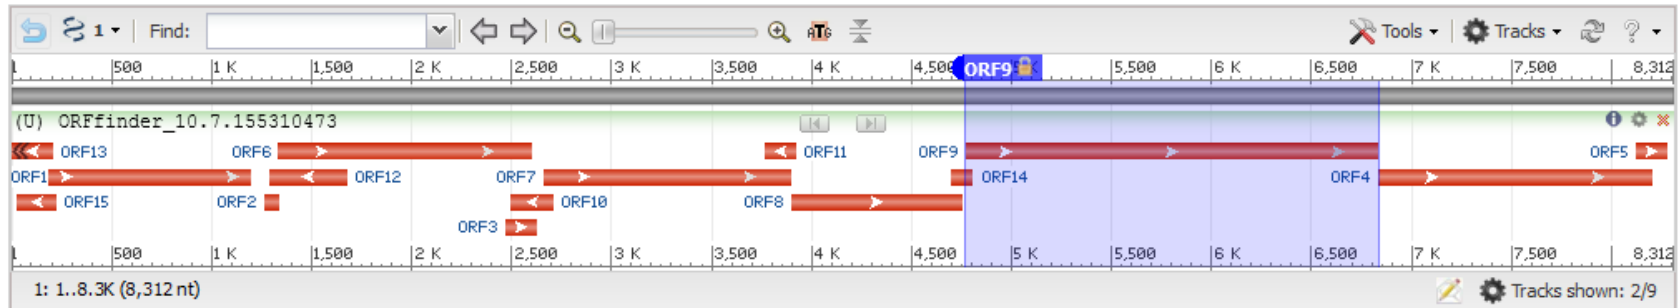 1 Find: ATG Tools Tracks ?
1 500 1 K 1,500 2 K 2,500 3 K 3,500 4 K 4,500 ORF9 K 5,500 6 K 6,500 7 K 7,500 8,312
(U) ORFfinder_10.7.155310473
ORF13 ORF6 ORF11 ORF9 ORF5
ORF1 ORF12 ORF7 ORF14 ORF4
ORF15 ORF2 ORF10 ORF8
ORF3
1 500 1 K 1,500 2 K 2,500 3 K 3,500 4 K 4,500 5 K 5,500 6 K 6,500 7 K 7,500 8,312
1: 1..8.3K (8,312 nt) Tracks shown: 2/9